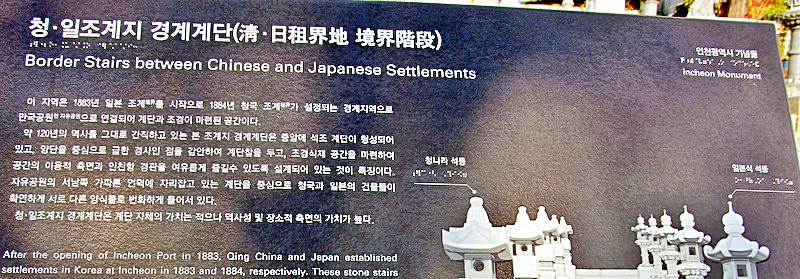 청·일조계지 경계계단(淸·日租界地 境界階段)
Border Stairs between Chinese and Japanese Settlements
인천광역시 기념물
Incheon Monument
이 지역은 1883년 일본 조계租界를 시작으로 1884년 청국 조계租界가 설정되는 경계지역으로
만국공원現 자유공원으로 연결되어 계단과 조경이 마련된 공간이다.
약 120년의 역사를 그대로 간직하고 있는 본 조계지 경계계단은 중앙에 석조 계단이 형성되어
있고, 양단을 중심으로 급한 경사인 점을 감안하여 계단참을 두고, 조경식재 공간을 마련하여
공간의 이용적 측면과 인천항 경관을 여유롭게 즐길수 있도록 설계되어 있는 것이 특징이다.
자유공원의 서남쪽 가파른 언덕에 자리잡고 있는 계단을 중심으로 청국과 일본의 건물들이
확연하게 서로 다른 양식들로 번화하게 들어서 있다.
청·일조계지 경계계단은 계단 자체의 가치는 적으나 역사성 및 장소적 측면의 가치가 높다.
After the opening of Incheon Port in 1883, Qing China and Japan established
settlements in Korea at Incheon in 1883 and 1884, respectively. These stone stairs
청나라 석등
일본식 석등